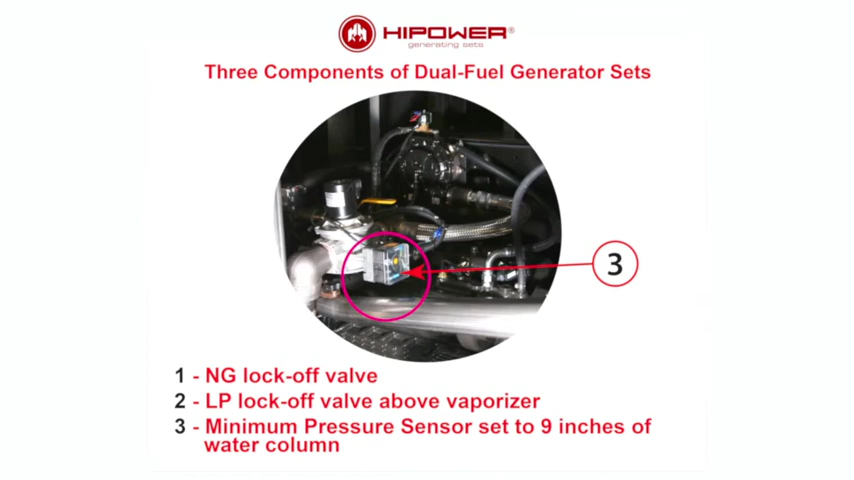 HIPOWER®
generating sets
Three Components of Dual-Fuel Generator Sets
3
1 - NG lock-off valve
2 - LP lock-off valve above vaporizer
3 - Minimum Pressure Sensor set to 9 inches of
water column